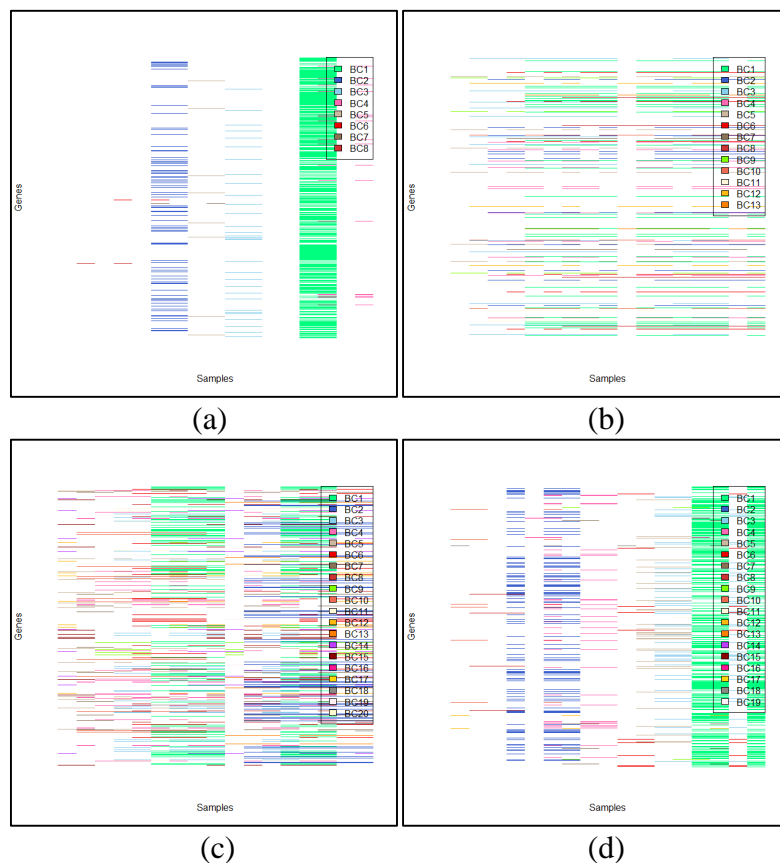 BC1
BC2
BC3
BC4
BC5
BC6
BC7
BC8
Genes
Samples
(a)
BC1
BC2
BC3
BC4
BC5
BC6
BC7
BC8
BC9
BC10
BC11
BC12
BC13
Genes
Samples
(b)
BC1
BC2
BC3
BC4
BC5
BC6
BC7
BC8
BC9
BC10
BC11
BC12
BC13
BC14
BC15
BC16
BC17
BC18
BC19
BC20
Genes
Samples
(c)
BC1
BC2
BC3
BC4
BC5
BC6
BC7
BC8
BC9
BC10
BC11
BC12
BC13
BC14
BC15
BC16
BC17
BC18
BC19
Genes
Samples
(d)